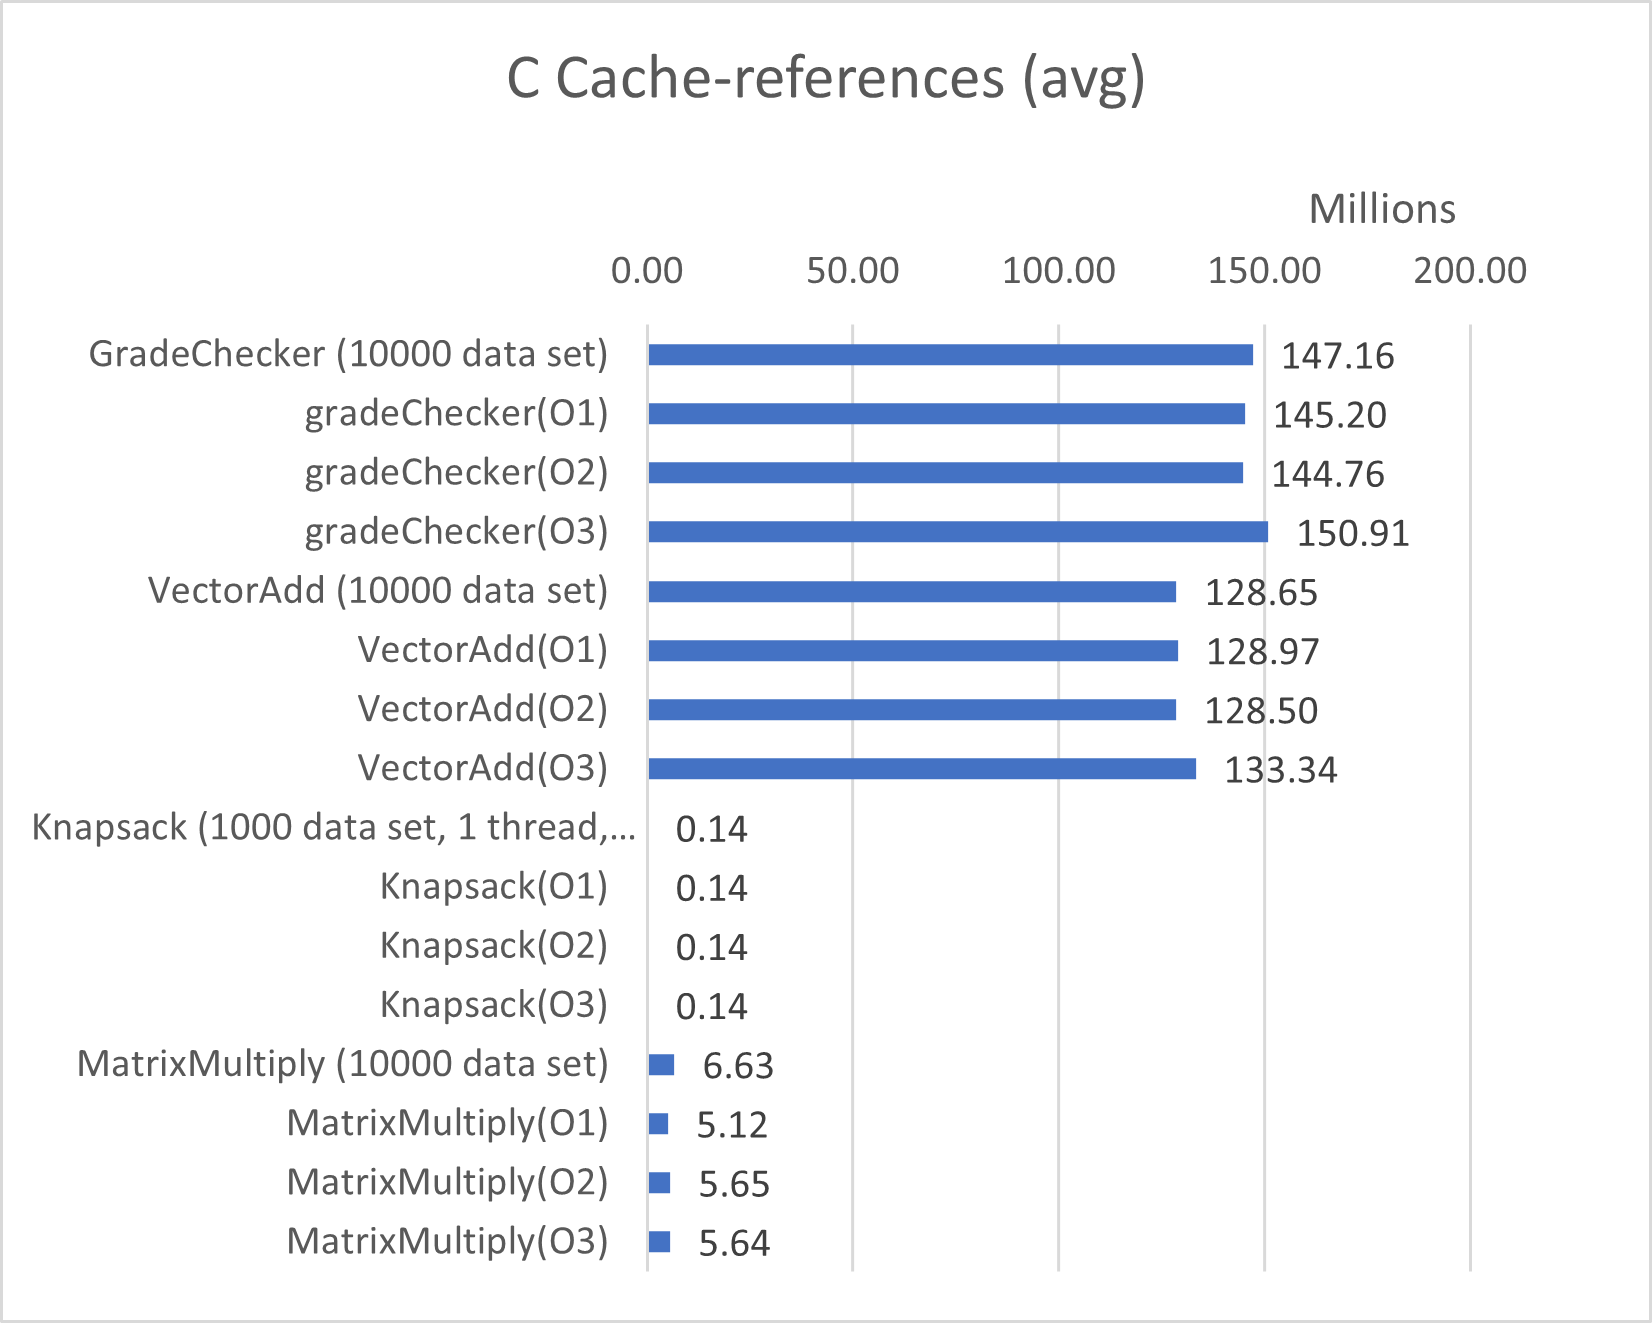 C Cache-references (avg)
Millions
0.00 50.00 100.00 150.00 200.00
GradeChecker (10000 data set) 147.16
gradeChecker(O1) 145.20
gradeChecker(O2) 144.76
gradeChecker(O3) 150.91
VectorAdd (10000 data set) 128.65
VectorAdd(O1) 128.97
VectorAdd(O2) 128.50
VectorAdd(O3) 133.34
Knapsack (1000 data set, 1 thread,... 0.14
Knapsack(O1) 0.14
Knapsack(O2) 0.14
Knapsack(O3) 0.14
MatrixMultiply (10000 data set) 6.63
MatrixMultiply(O1) 5.12
MatrixMultiply(O2) 5.65
MatrixMultiply(O3) 5.64